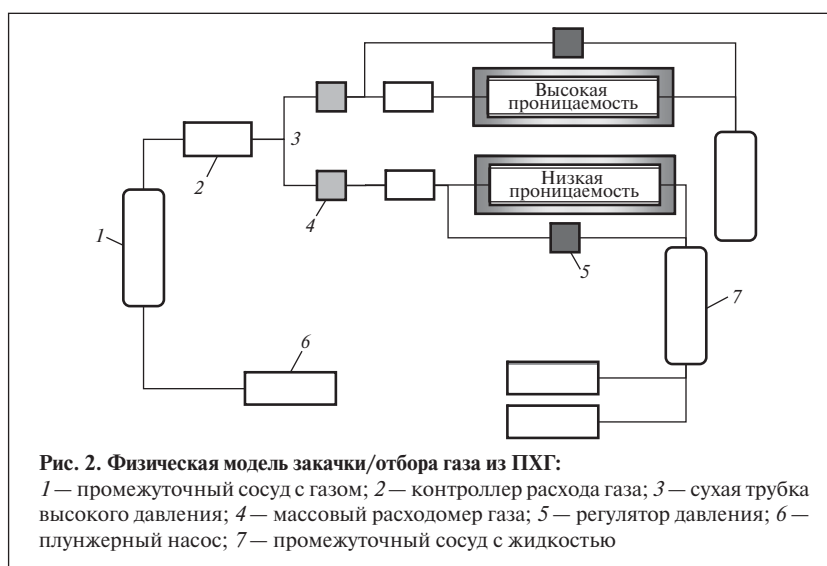 Высокая
проницаемость
3
2
Низкая
проницаемость
4
1
5
7
6
Рис. 2. Физическая модель закачки/отбора газа из ПХГ:
1 — промежуточный сосуд с газом; 2 — контроллер расхода газа; 3 — сухая трубка
высокого давления; 4 — массовый расходомер газа; 5 — регулятор давления; 6 —
плунжерный насос; 7 — промежуточный сосуд с жидкостью